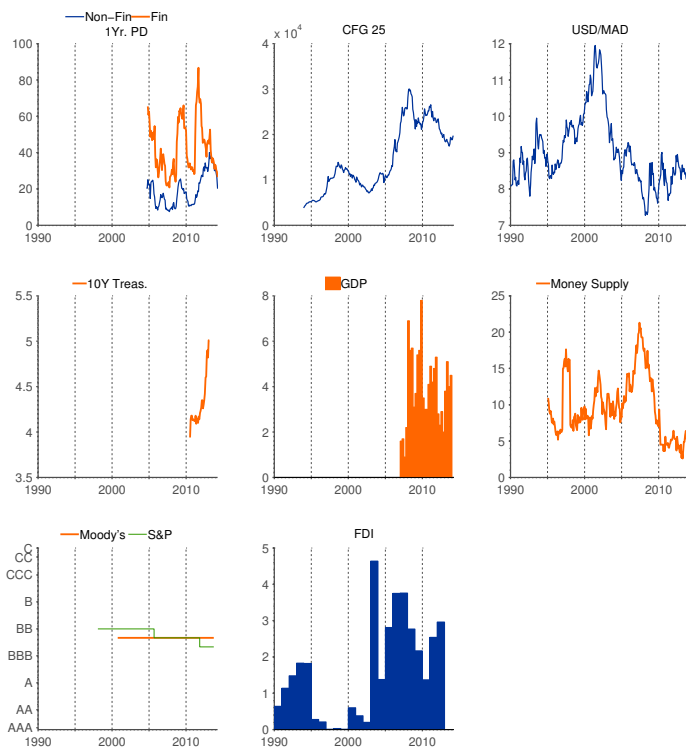 Non−Fin Fin
1Yr. PD
100
80
60
40
20
0
1990 2000 2010
x 10^4
CFG 25
4
3
2
1
0
1990 2000 2010
USD/MAD
12
11
10
9
8
7
1990 2000 2010
10Y Treas.
5.5
5
4.5
4
3.5
1990 2000 2010
GDP
8
6
4
2
0
1990 2000 2010
Money Supply
25
20
15
10
5
0
1990 2000 2010
Moody's S&P
C
CC
CCC
B
BB
BBB
A
AA
AAA
1990 2000 2010
FDI
5
4
3
2
1
0
1990 2000 2010